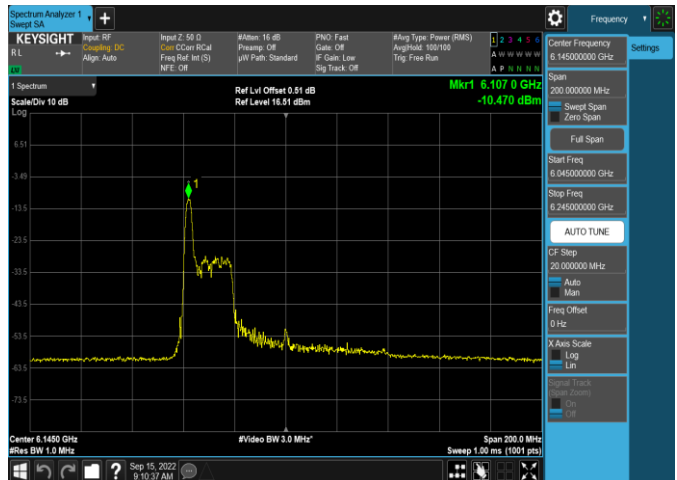 Spectrum Analyzer 1
Swept SA
+
Frequency
KEYSIGHT
RL
LV
Input: RF
Coupling: DC
Align: Auto
Input Z: 50 Ω
Corr CCorr RCal
Freq Ref: Int (S)
NFE: Off
#Atten: 16 dB
Preamp: Off
µW Path: Standard
PNO: Fast
Gate: Off
IF Gain: Low
Sig Track: Off
#Avg Type: Power (RMS)
Avg|Hold: 100/100
Trig: Free Run
1 2 3 4 5 6
A W W W W W
A P N N N N
1 Spectrum
Scale/Div 10 dB
Log
Ref Lvl Offset 0.51 dB
Ref Level 16.51 dBm
Mkr1 6.107 0 GHz
-10.470 dBm
6.51
-3.49
-13.5
-23.5
-33.5
-43.5
-53.5
-63.5
-73.5
1
Center 6.1450 GHz
#Res BW 1.0 MHz
#Video BW 3.0 MHz*
Span 200.0 MHz
Sweep 1.00 ms (1001 pts)
Center Frequency
6.145000000 GHz
Span
200.000000 MHz
Swept Span
Zero Span
Full Span
Start Freq
6.045000000 GHz
Stop Freq
6.245000000 GHz
AUTO TUNE
CF Step
20.000000 MHz
Auto
Man
Freq Offset
0 Hz
X Axis Scale
Log
Lin
Signal Track
(Span Zoom)
On
Off
Settings
?
Sep 15, 2022
9:10:37 AM